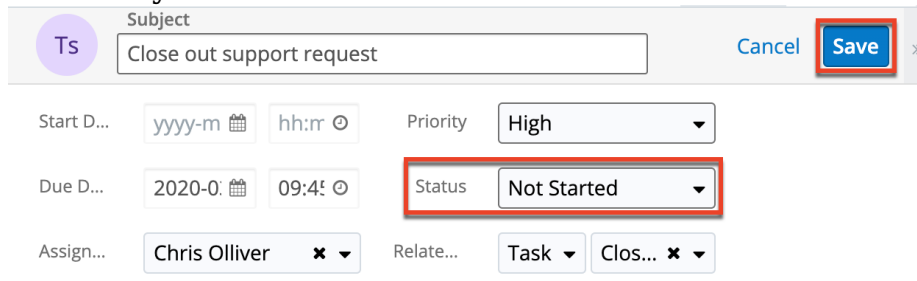 Subject
Ts
Close out support request
Cancel
Save
Start D...
yyyy-m
hh:m
Priority
High
Due D...
2020-0
09:4
Status
Not Started
Assign...
Chris Olliver
Relate...
Task
Clos...